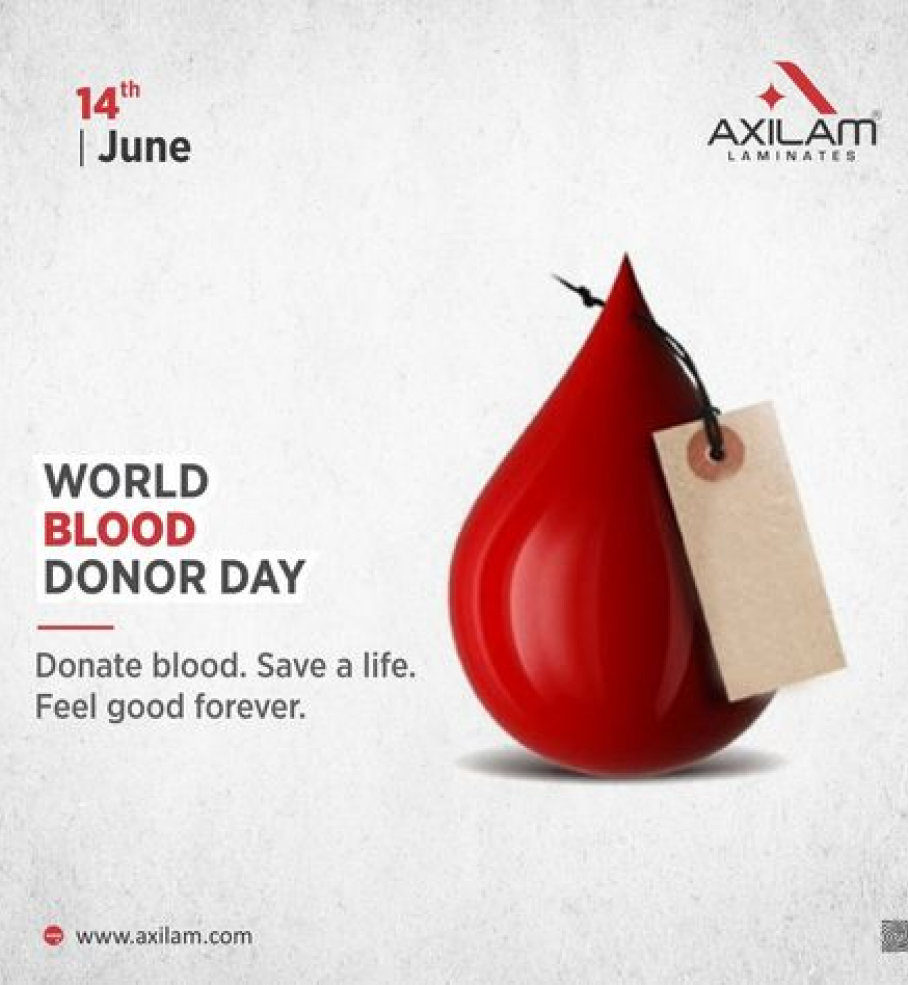 14th
June
AXILAM®
LAMINATES
WORLD
BLOOD
DONOR DAY
Donate blood. Save a life.
Feel good forever.
www.axilam.com